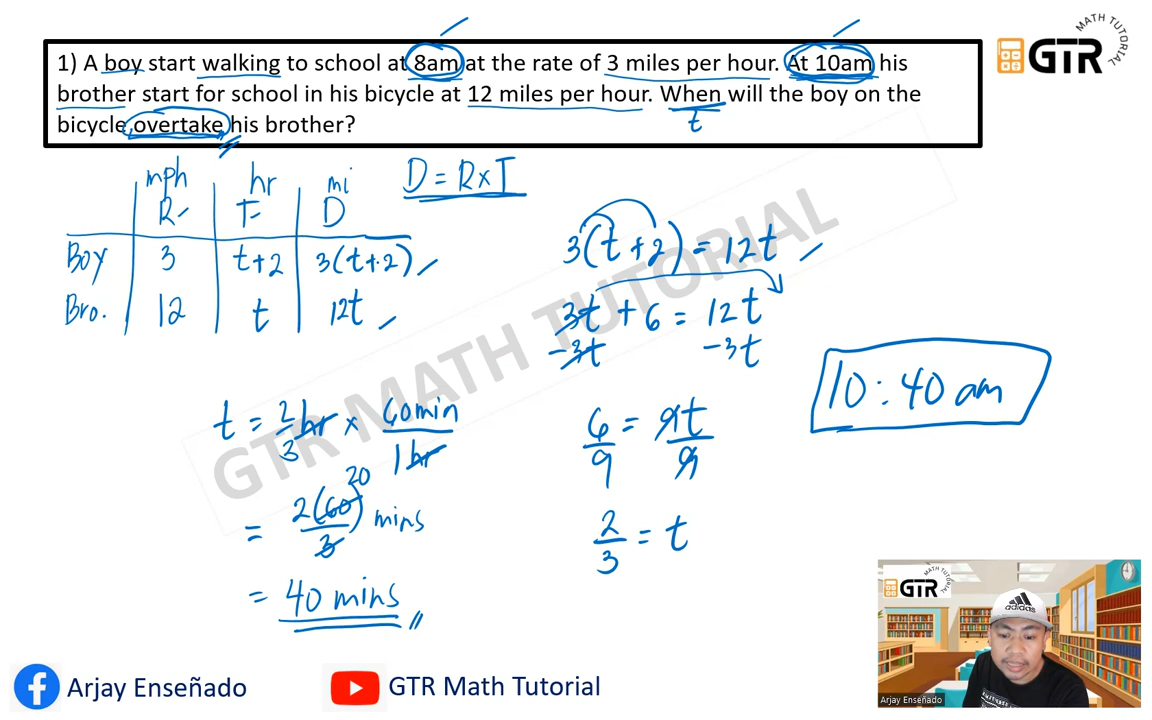 MATH TUTORIAL
GTR
1) A boy start walking to school at 8am at the rate of 3 miles per hour. At 10am his
brother start for school in his bicycle at 12 miles per hour. When will the boy on the
bicycle overtake his brother?
t
mph hr mi
R T D
D = R x T
Boy 3 t+2 3(t+2)
Bro. 12 t 12t
3(t+2) = 12t
3t + 6 = 12t
-3t -3t
10:40 am
t = 2/3 hr x 60min/1hr
6/9 = 9t/9
20
= 2(60)/3 mins
2/3 = t
= 40 mins
GTR MATH TUTORIAL
GTR
MATH TUTORIAL
adidas
Arjay Enseñado
GTR Math Tutorial
Arjay Enseñado